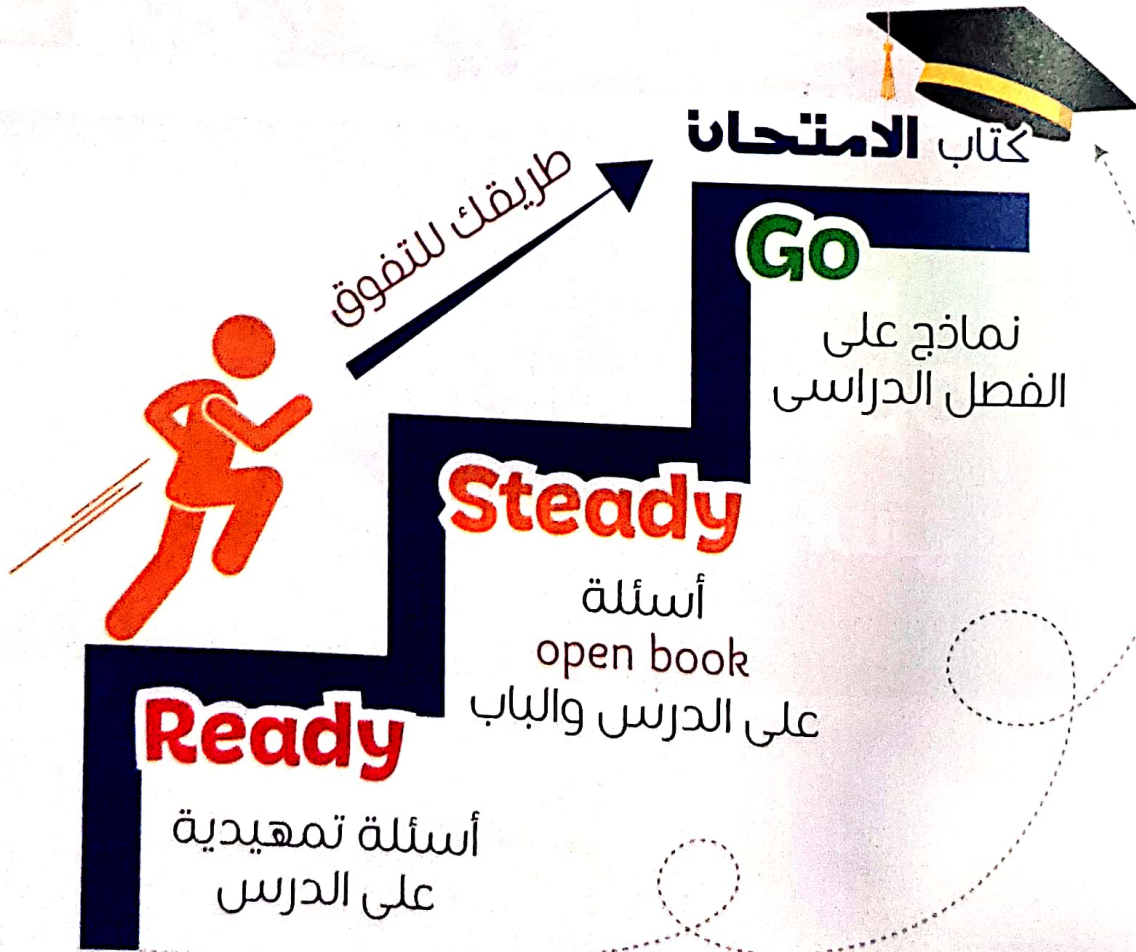 كتاب الامتحان
طريقك للتفوق
Go
نماذج على
الفصل الدراسى
Steady
أسئلة
open book
على الدرس والباب
Ready
أسئلة تمهيدية
على الدرس